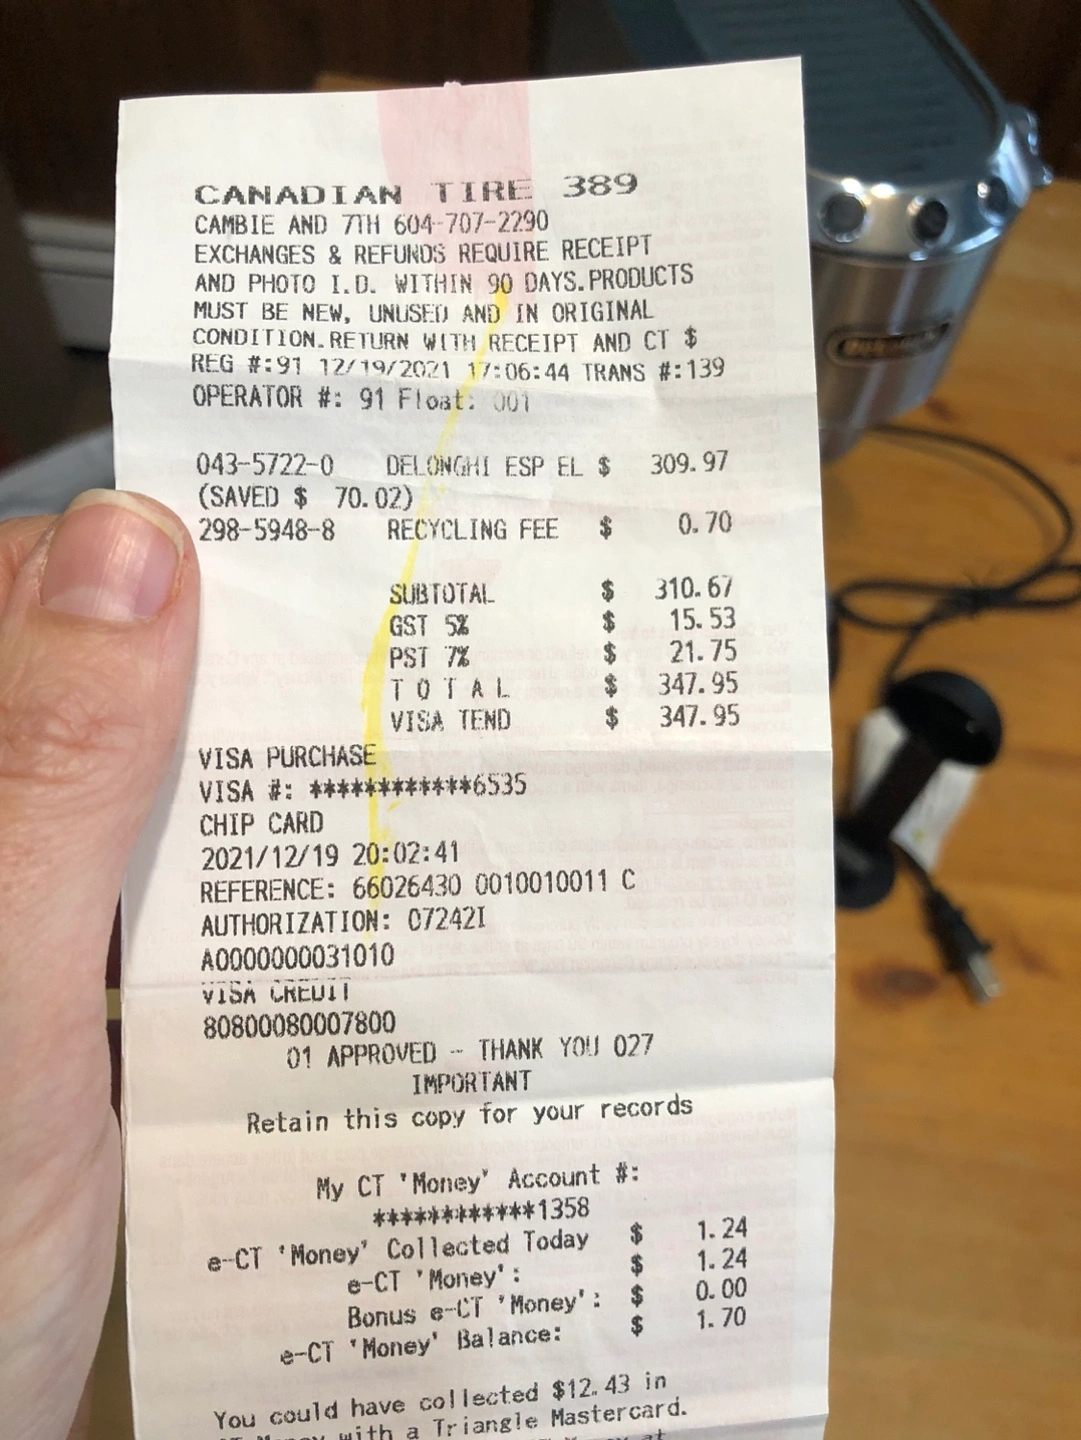 CANADIAN TIRE 389
CAMBIE AND 7TH 604-707-2290
EXCHANGES & REFUNDS REQUIRE RECEIPT
AND PHOTO I.D. WITHIN 90 DAYS.PRODUCTS
MUST BE NEW, UNUSED AND IN ORIGINAL
CONDITION.RETURN WITH RECEIPT AND CT $
REG #:91 12/19/2021 17:06:44 TRANS #:139
OPERATOR #: 91 Float: 001
043-5722-0 DELONGHI ESP EL $ 309.97
(SAVED $ 70.02)
298-5948-8 RECYCLING FEE $ 0.70
SUBTOTAL $ 310.67
GST 5% $ 15.53
PST 7% $ 21.75
T O T A L $ 347.95
VISA TEND $ 347.95
VISA PURCHASE
VISA #: ************6535
CHIP CARD
2021/12/19 20:02:41
REFERENCE: 66026430 0010010011 C
AUTHORIZATION: 07242I
A0000000031010
VISA CREDIT
80800080007800
01 APPROVED - THANK YOU 027
IMPORTANT
Retain this copy for your records
My CT 'Money' Account #:
************1358
e-CT 'Money' Collected Today $ 1.24
e-CT 'Money': $ 1.24
Bonus e-CT 'Money': $ 0.00
e-CT 'Money' Balance: $ 1.70
You could have collected $12.43 in
CT Money with a Triangle Mastercard.